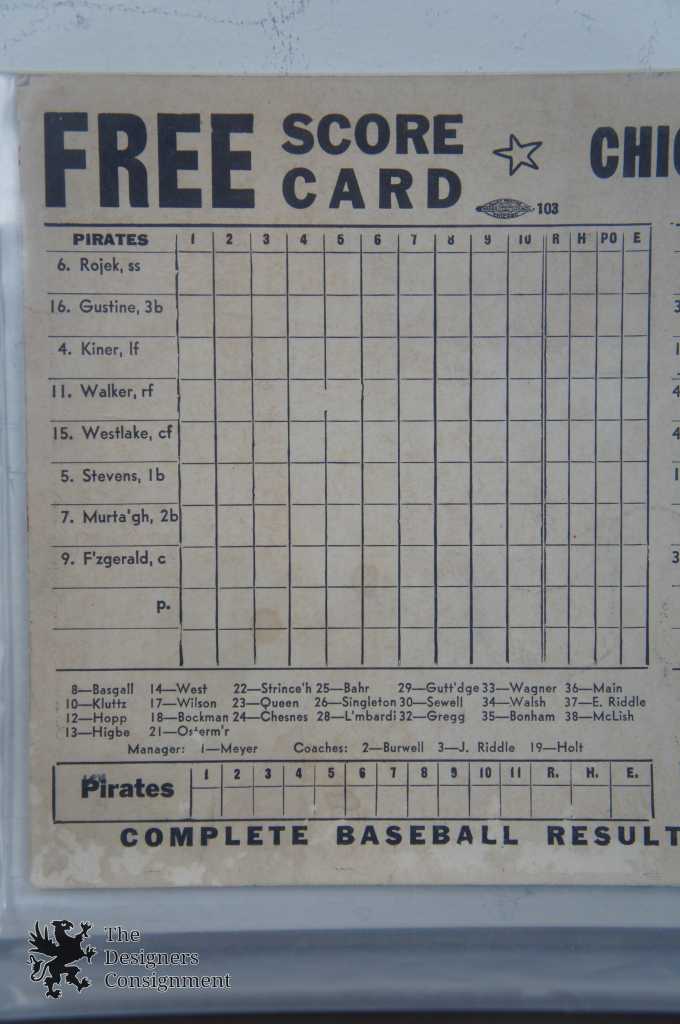 FREE SCORE CARD ☆ CHIC
103
PIRATES 1 2 3 4 5 6 7 8 9 10 R H PO E
6. Rojek, ss
16. Gustine, 3b
4. Kiner, lf
11. Walker, rf
15. Westlake, cf
5. Stevens, 1b
7. Murta'gh, 2b
9. F'zgerald, c
p.
8—Basgall 14—West 22—Strince'h 25—Bahr 29—Gutt'dge 33—Wagner 36—Main
10—Kluttz 17—Wilson 23—Queen 26—Singleton 30—Sewell 34—Walsh 37—E. Riddle
12—Hopp 18—Bockman 24—Chesnes 28—L'mbardi 32—Gregg 35—Bonham 38—McLish
13—Higbe 21—Os'erm'r
Manager: 1—Meyer Coaches: 2—Burwell 3—J. Riddle 19—Holt
Pirates 1 2 3 4 5 6 7 8 9 10 11 R. H. E.
COMPLETE BASEBALL RESULT
The
Designers
Consignment